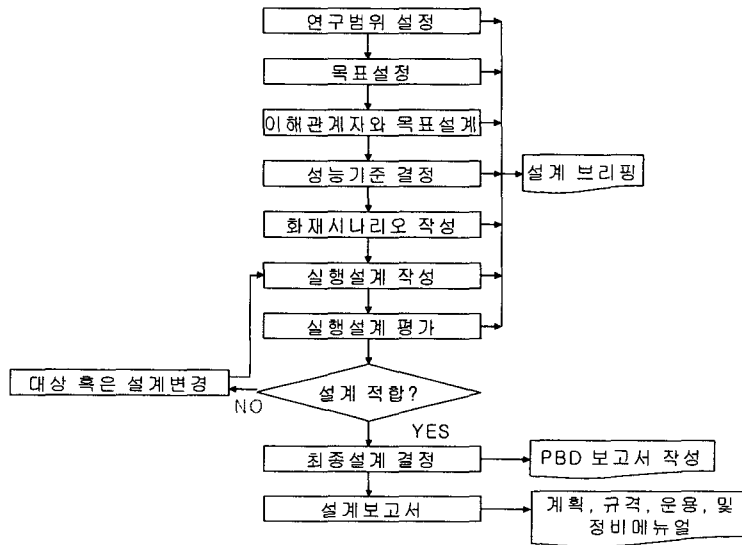 연구범위 설정
목표설정
이해관계자와 목표설계
성능기준 결정
설계 브리핑
화재시나리오 작성
실행설계 작성
실행설계 평가
대상 혹은 설계변경
설계 적합?
NO
YES
최종설계 결정
PBD 보고서 작성
설계보고서
계획, 규격, 운용, 및
정비메뉴얼